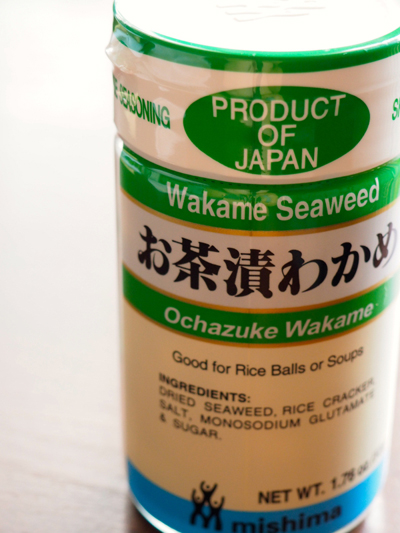 SEASONING
PRODUCT
OF
JAPAN
Wakame Seaweed
お茶漬わかめ
Ochazuke Wakame
Good for Rice Balls or Soups
INGREDIENTS:
DRIED SEAWEED, RICE CRACKER,
SALT, MONOSODIUM GLUTAMATE
& SUGAR.
NET WT. 1.76 oz.
mishima